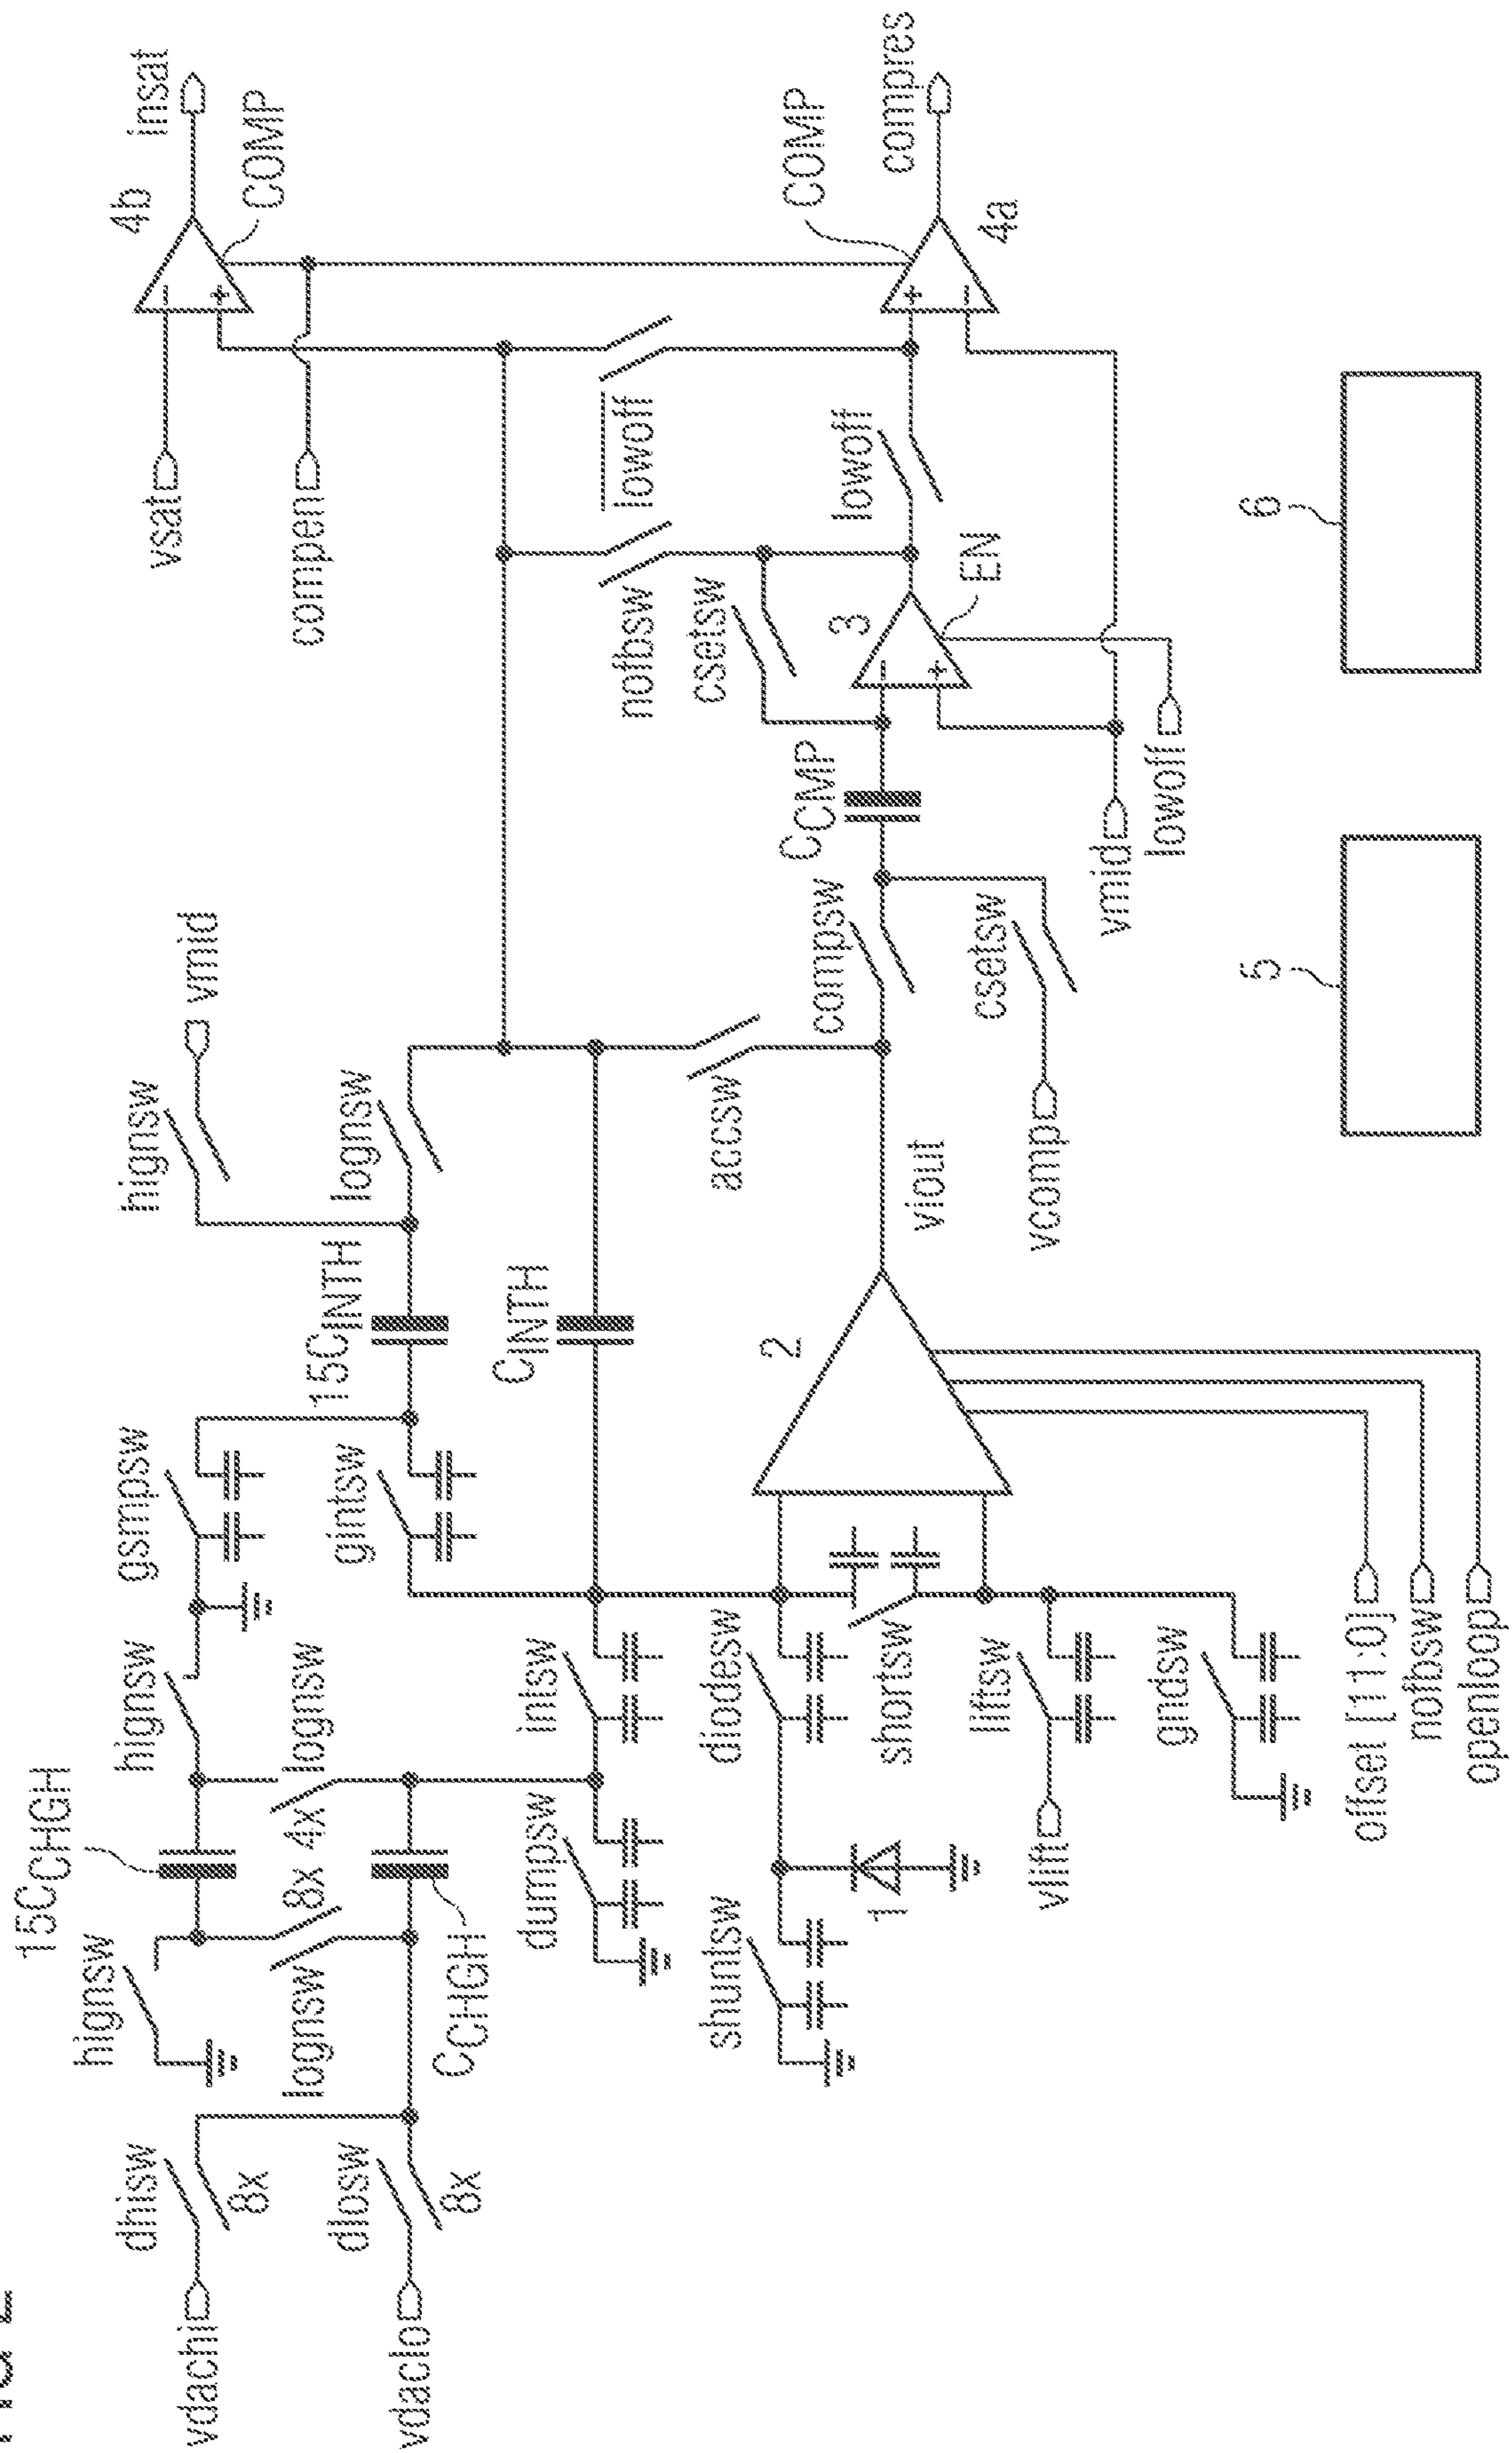 FIG 2
vdachi
vdaclo
dhisw
8x
dlosw
8x
hignsw
15CCHGH
lognsw
8x
4x
lognsw
CCHGH
hignsw
gsmpsw
gintsw
15CINTH
CINTH
hignsw
vmid
lognsw
dumpsw
intsw
shuntsw
1
diodesw
shortsw
vlift
liftsw
gndsw
offset [11:0]
nofbsw
openloop
2
viout
accsw
compsw
vcomp
csetsw
CCMP
vmid
lowoff
3
EN
csetsw
nofbsw
lowoff
lowoff
vsat
compen
4b
COMP
insat
COMP
4a
compres
5
6